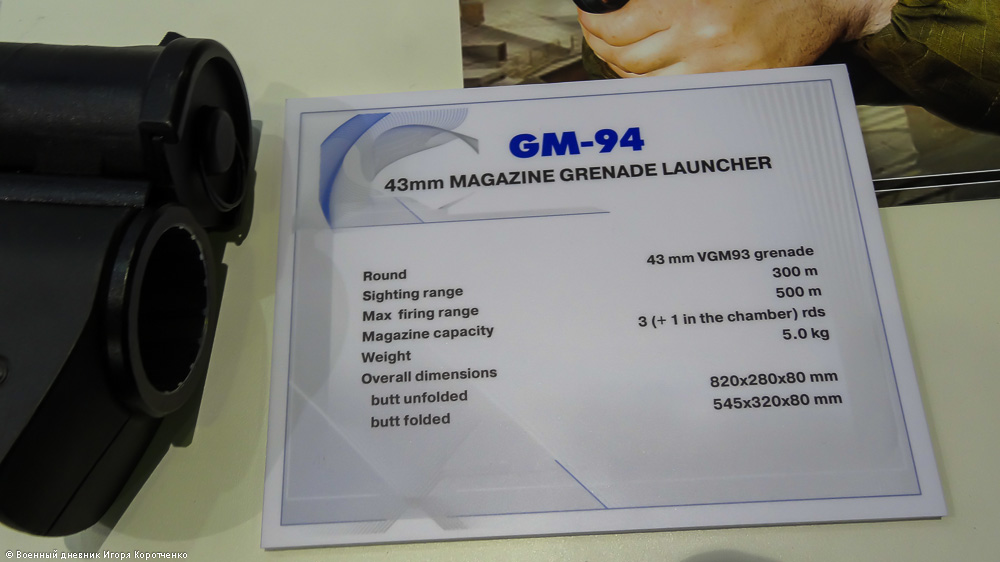 GM-94
43mm MAGAZINE GRENADE LAUNCHER
Round 43 mm VGM93 grenade
Sighting range 300 m
Max firing range 500 m
Magazine capacity 3 (+ 1 in the chamber) rds
Weight 5.0 kg
Overall dimensions
butt unfolded 820x280x80 mm
butt folded 545x320x80 mm
© Военный дневник Игоря Коротченко